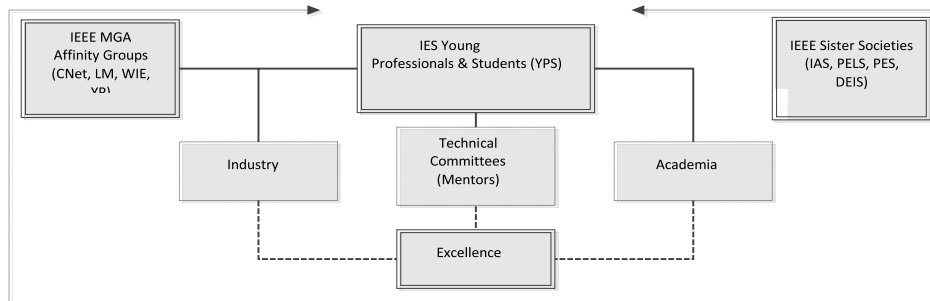 IEEE MGA
Affinity Groups
(CNet, LM, WIE,
YP)
IES Young
Professionals & Students (YPS)
IEEE Sister Societies
(IAS, PELS, PES,
DEIS)
Industry
Technical
Committees
(Mentors)
Academia
Excellence